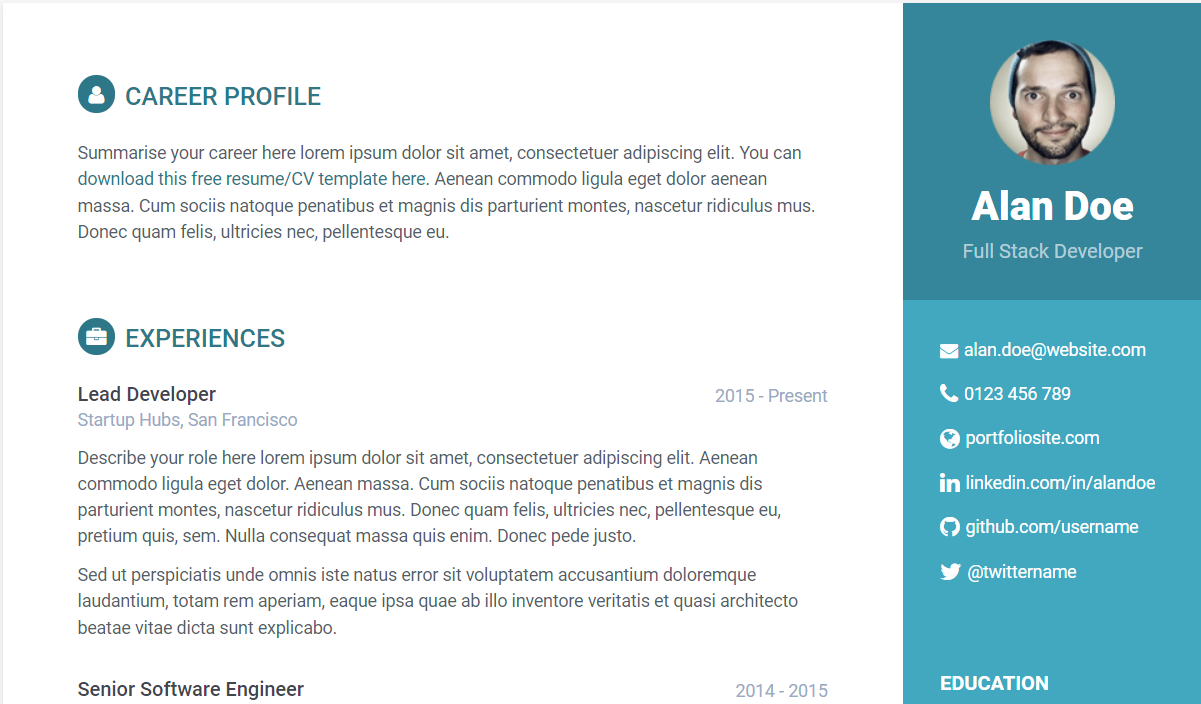 CAREER PROFILE
Summarise your career here lorem ipsum dolor sit amet, consectetuer adipiscing elit. You can
download this free resume/CV template here. Aenean commodo ligula eget dolor aenean
massa. Cum sociis natoque penatibus et magnis dis parturient montes, nascetur ridiculus mus.
Donec quam felis, ultricies nec, pellentesque eu.
EXPERIENCES
Lead Developer
2015 - Present
Startup Hubs, San Francisco
Describe your role here lorem ipsum dolor sit amet, consectetuer adipiscing elit. Aenean
commodo ligula eget dolor. Aenean massa. Cum sociis natoque penatibus et magnis dis
parturient montes, nascetur ridiculus mus. Donec quam felis, ultricies nec, pellentesque eu,
pretium quis, sem. Nulla consequat massa quis enim. Donec pede justo.
Sed ut perspiciatis unde omnis iste natus error sit voluptatem accusantium doloremque
laudantium, totam rem aperiam, eaque ipsa quae ab illo inventore veritatis et quasi architecto
beatae vitae dicta sunt explicabo.
Senior Software Engineer
2014 - 2015
Alan Doe
Full Stack Developer
alan.doe@website.com
0123 456 789
portfoliosite.com
linkedin.com/in/alandoe
github.com/username
@twittername
EDUCATION